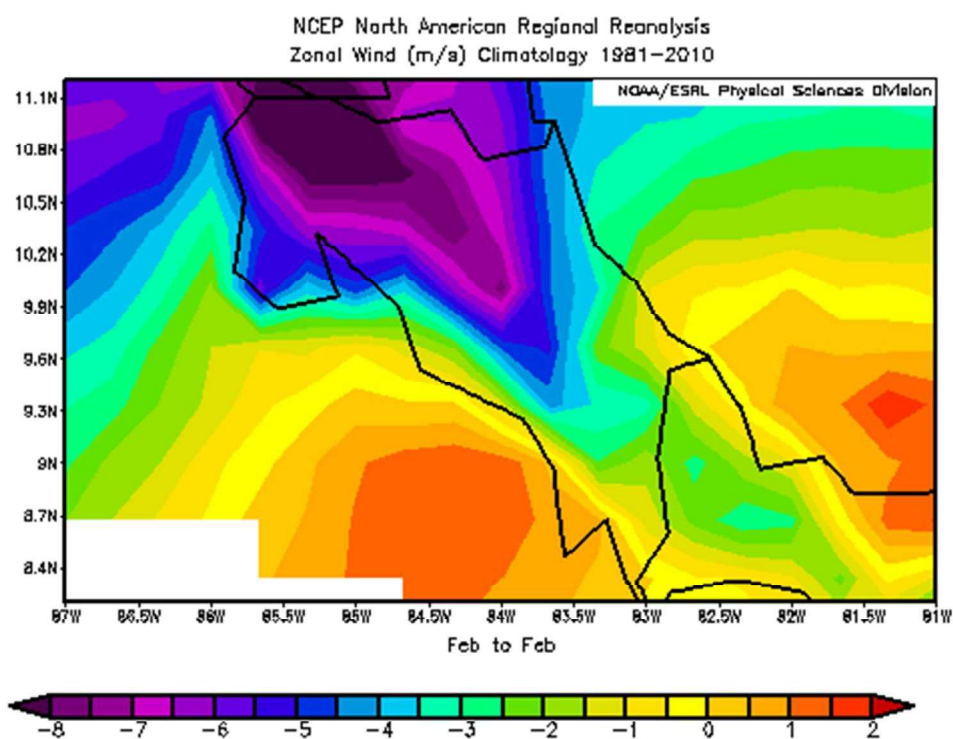 NCEP North American Regional Reanalysis
Zonal Wind (m/s) Climatology 1981-2010
NOAA/ESRL Physical Sciences Division
11.1N
10.8N
10.5N
10.2N
9.9N
9.6N
9.3N
9N
8.7N
8.4N
87W 86.5W 86W 85.5W 85W 84.5W 84W 83.5W 83W 82.5W 82W 81.5W 81W
Feb to Feb
-8 -7 -6 -5 -4 -3 -2 -1 0 1 2